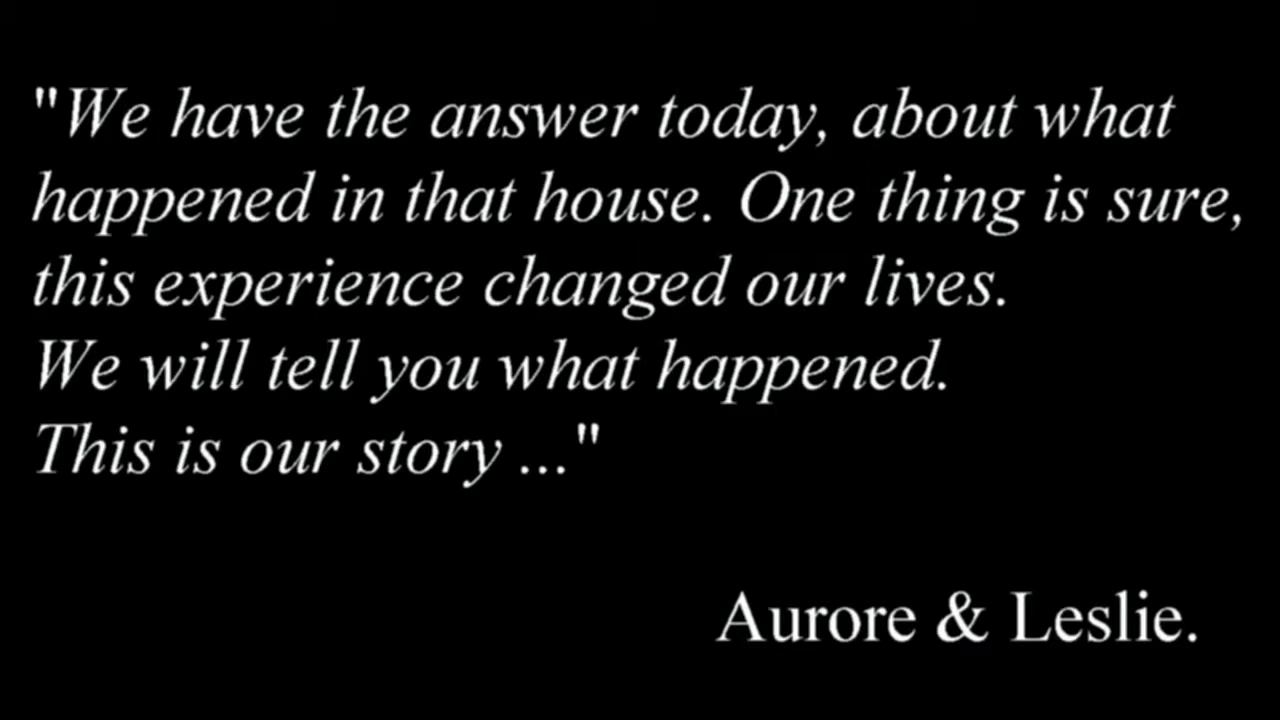 "We have the answer today, about what
happened in that house. One thing is sure,
this experience changed our lives.
We will tell you what happened.
This is our story ..."
Aurore & Leslie.